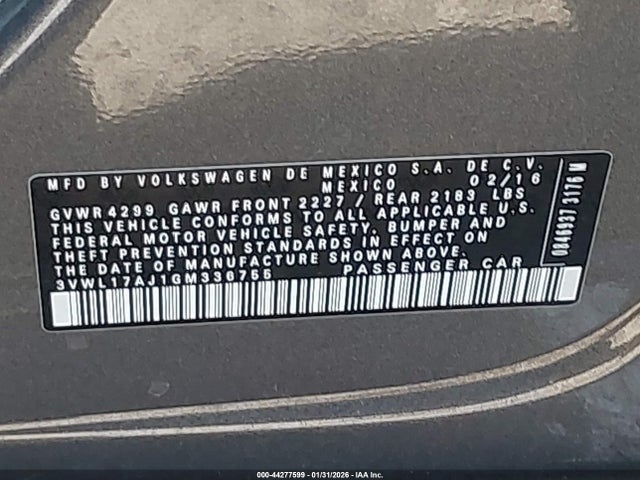 MFD BY VOLKSWAGEN DE MEXICO S.A. DE C.V.
MEXICO 02/16
GVWR 4299 GAWR FRONT 2227 / REAR 2183 LBS
THIS VEHICLE CONFORMS TO ALL APPLICABLE U.S.
FEDERAL MOTOR VEHICLE SAFETY, BUMPER AND
THEFT PREVENTION STANDARDS IN EFFECT ON
THE DATE OF MANUFACTURE SHOWN ABOVE.
3VWL17AJ1GM336755 PASSENGER CAR
0846937 3176 M
000-44277599 - 01/31/2026 - IAA Inc.